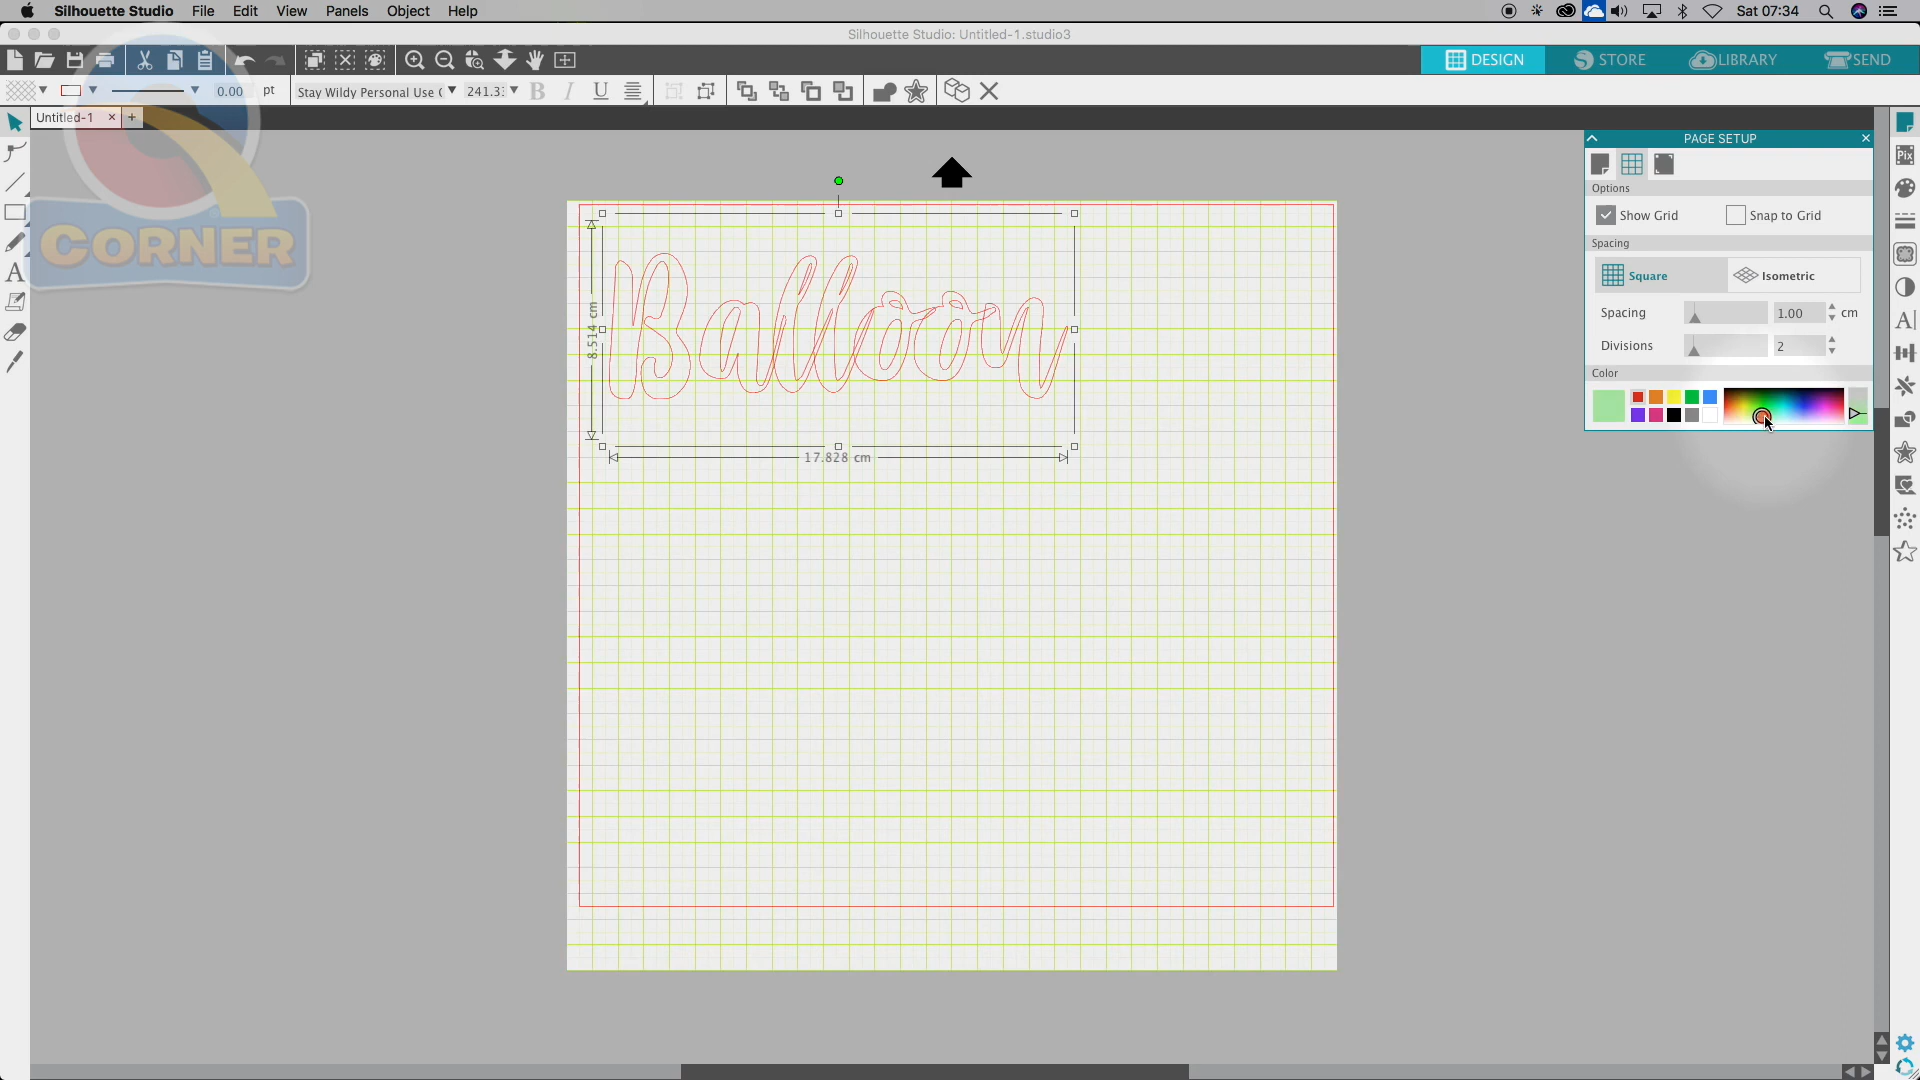 Silhouette Studio File Edit View Panels Object Help
Sat 07:34
Silhouette Studio: Untitled-1.studio3
DESIGN STORE LIBRARY SEND
0.00 pt Stay Wildy Personal Use ( 241.3 B I U
Untitled-1 × +
PAGE SETUP
Pix
Options
Show Grid Snap to Grid
Spacing
Square Isometric
Spacing 1.00 cm
Divisions 2
Color
CORNER
A
A
Balloon
8.514 cm
17.828 cm